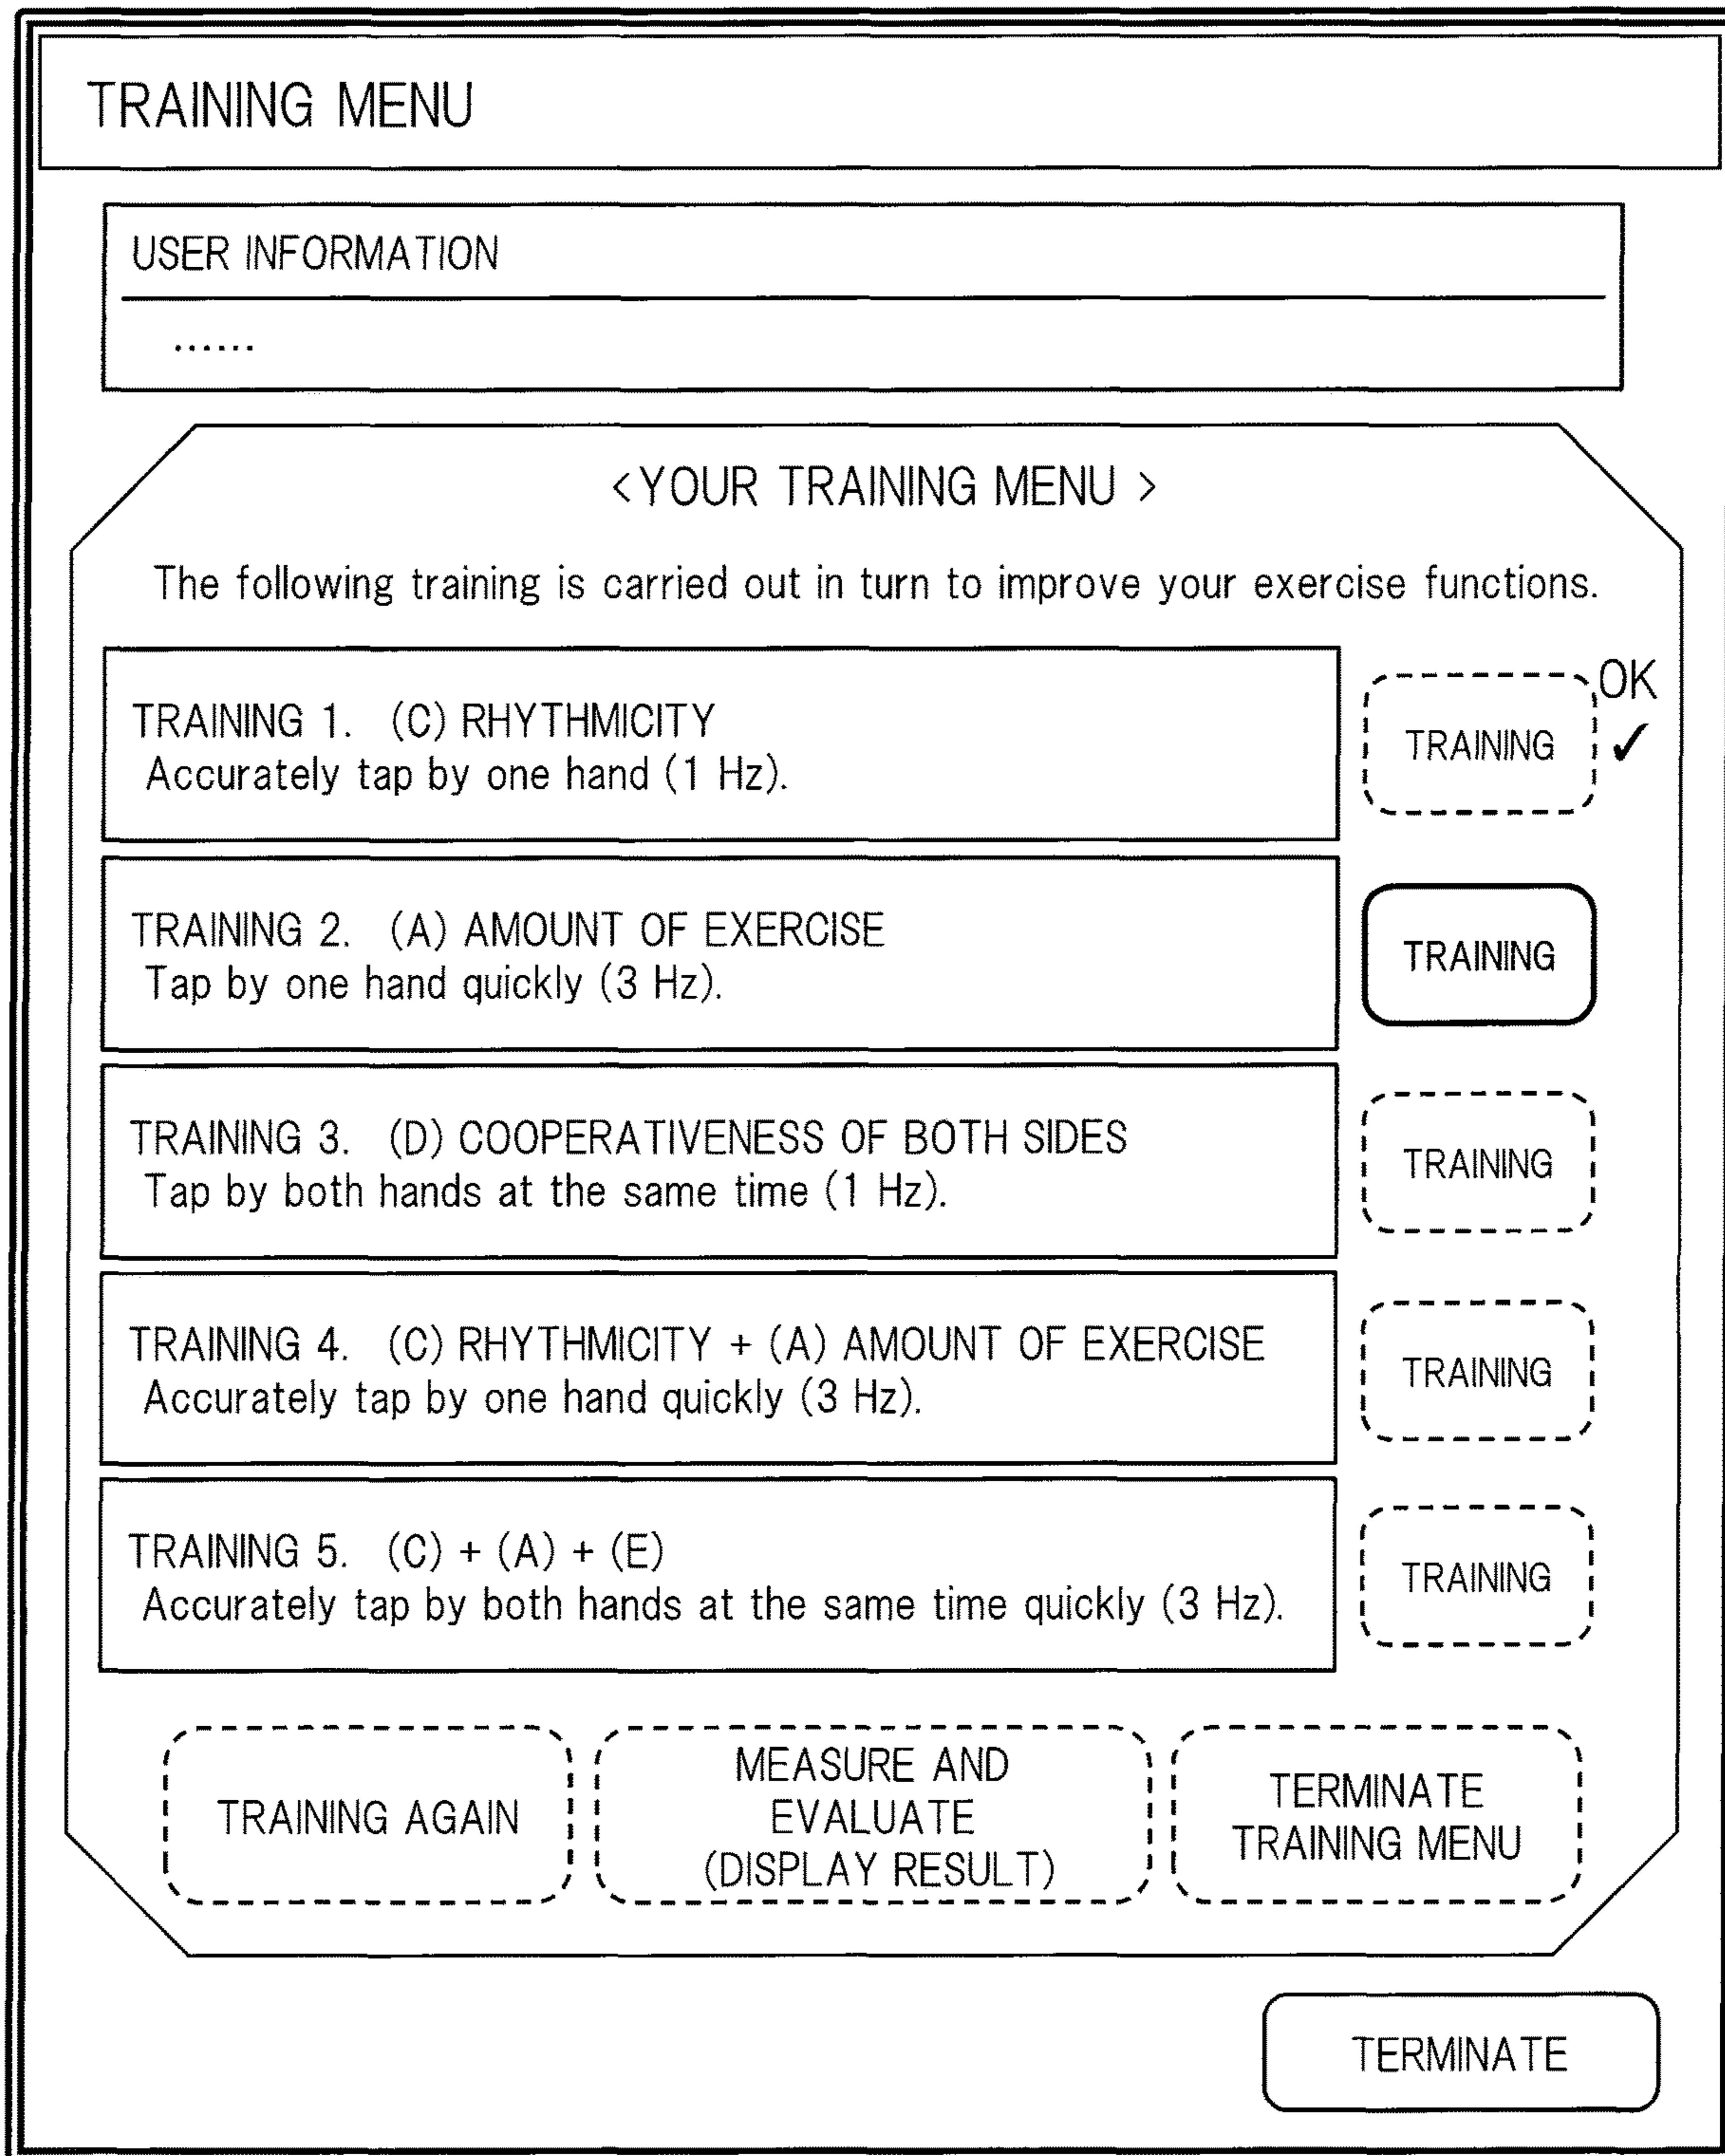 TRAINING MENU
USER INFORMATION
......
<YOUR TRAINING MENU >
The following training is carried out in turn to improve your exercise functions.
TRAINING 1. (C) RHYTHMICITY
Accurately tap by one hand (1 Hz).
TRAINING
OK
✓
TRAINING 2. (A) AMOUNT OF EXERCISE
Tap by one hand quickly (3 Hz).
TRAINING
TRAINING 3. (D) COOPERATIVENESS OF BOTH SIDES
Tap by both hands at the same time (1 Hz).
TRAINING
TRAINING 4. (C) RHYTHMICITY + (A) AMOUNT OF EXERCISE
Accurately tap by one hand quickly (3 Hz).
TRAINING
TRAINING 5. (C) + (A) + (E)
Accurately tap by both hands at the same time quickly (3 Hz).
TRAINING
TRAINING AGAIN
MEASURE AND
EVALUATE
(DISPLAY RESULT)
TERMINATE
TRAINING MENU
TERMINATE